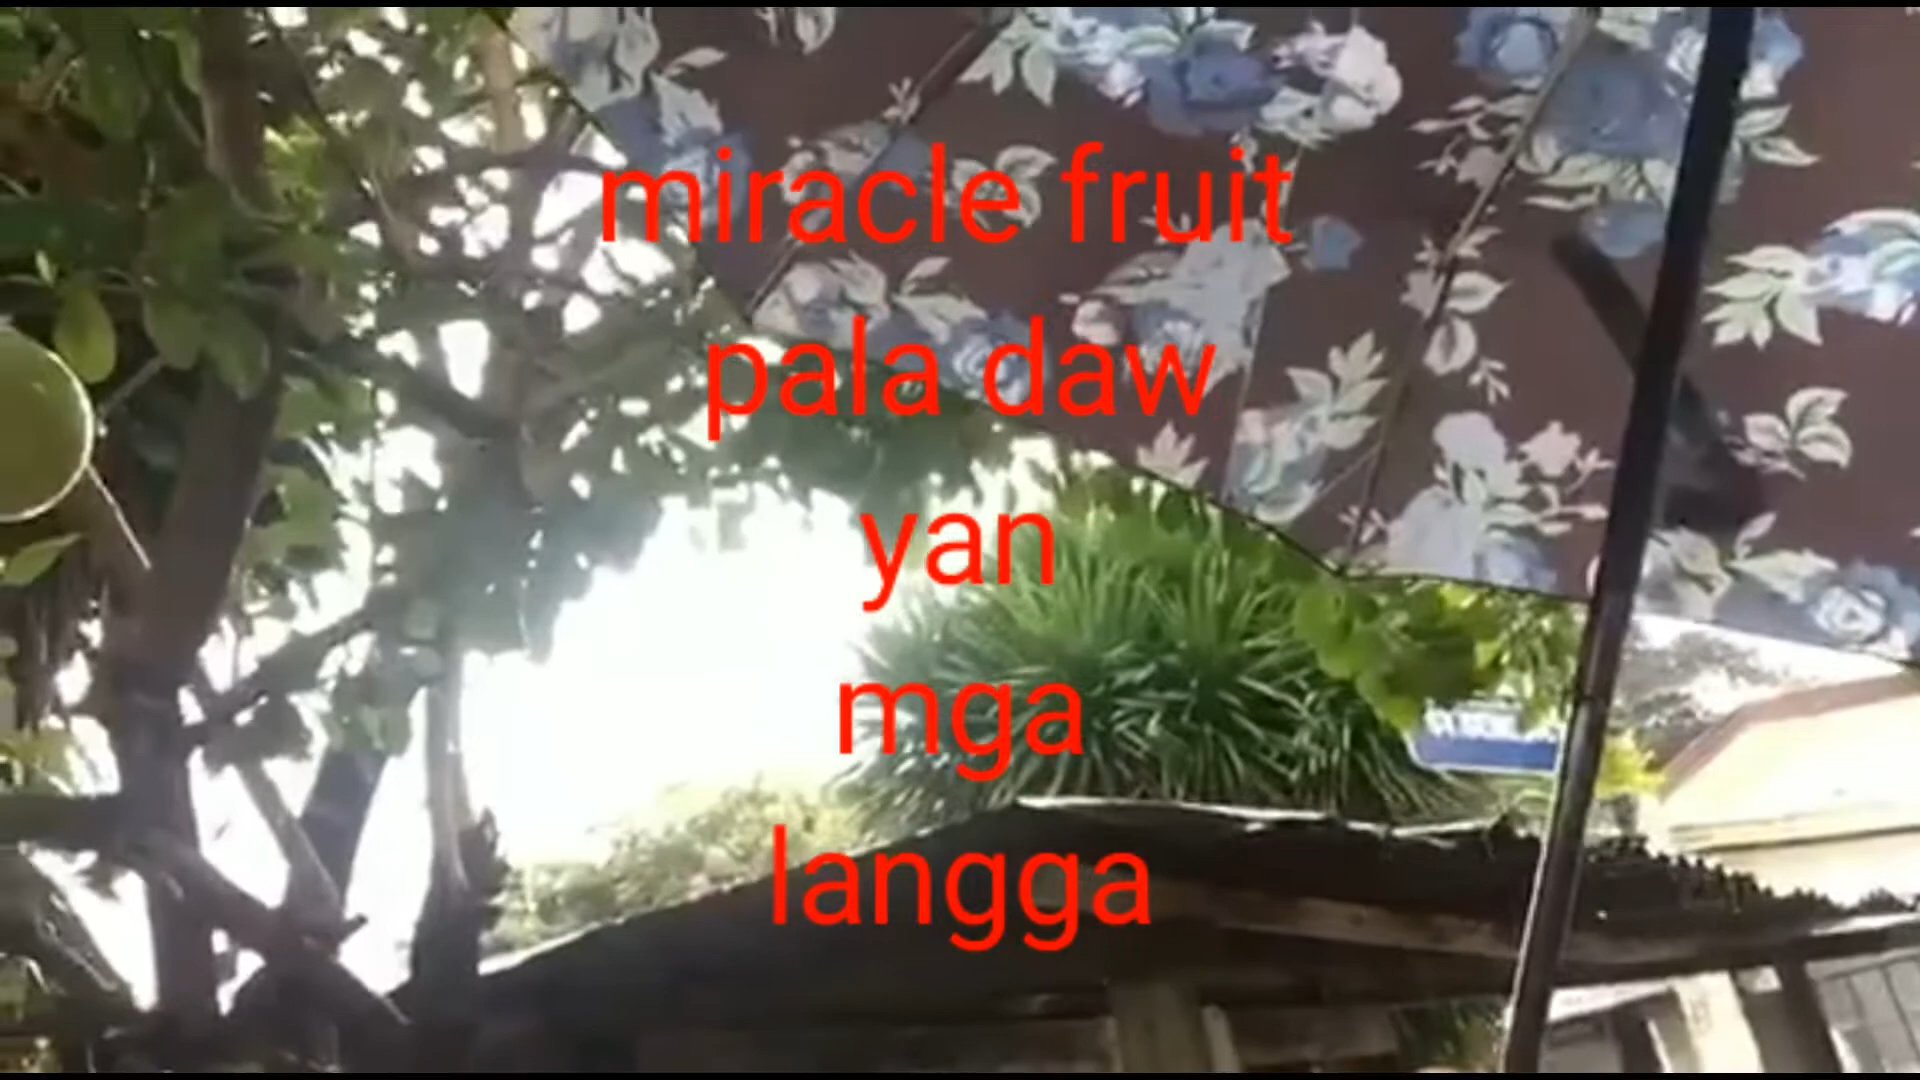 miracle fruit
pala daw
yan
mga
langga